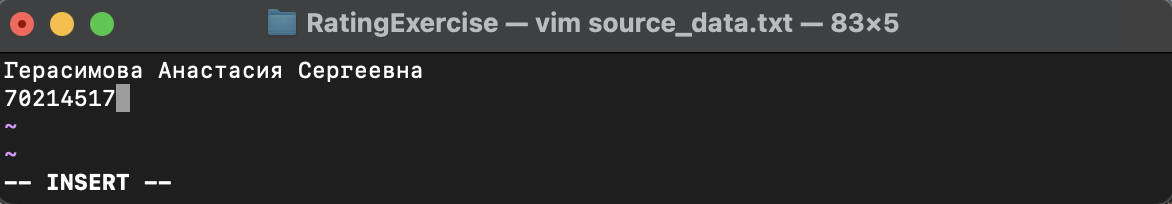 RatingExercise — vim source_data.txt — 83×5
Герасимова Анастасия Сергеевна
70214517
~
~
-- INSERT --